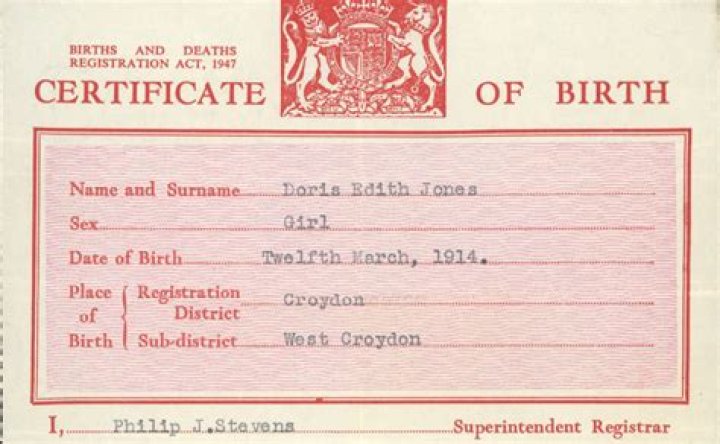 BIRTHS AND DEATHS
REGISTRATION ACT, 1947
CERTIFICATE OF BIRTH
Name and Surname Doris Edith Jones
Sex Girl
Date of Birth Twelfth March, 1914.
Place of Birth
Registration District Croydon
Sub-district West Croydon
I, Philip J.Stevens Superintendent Registrar